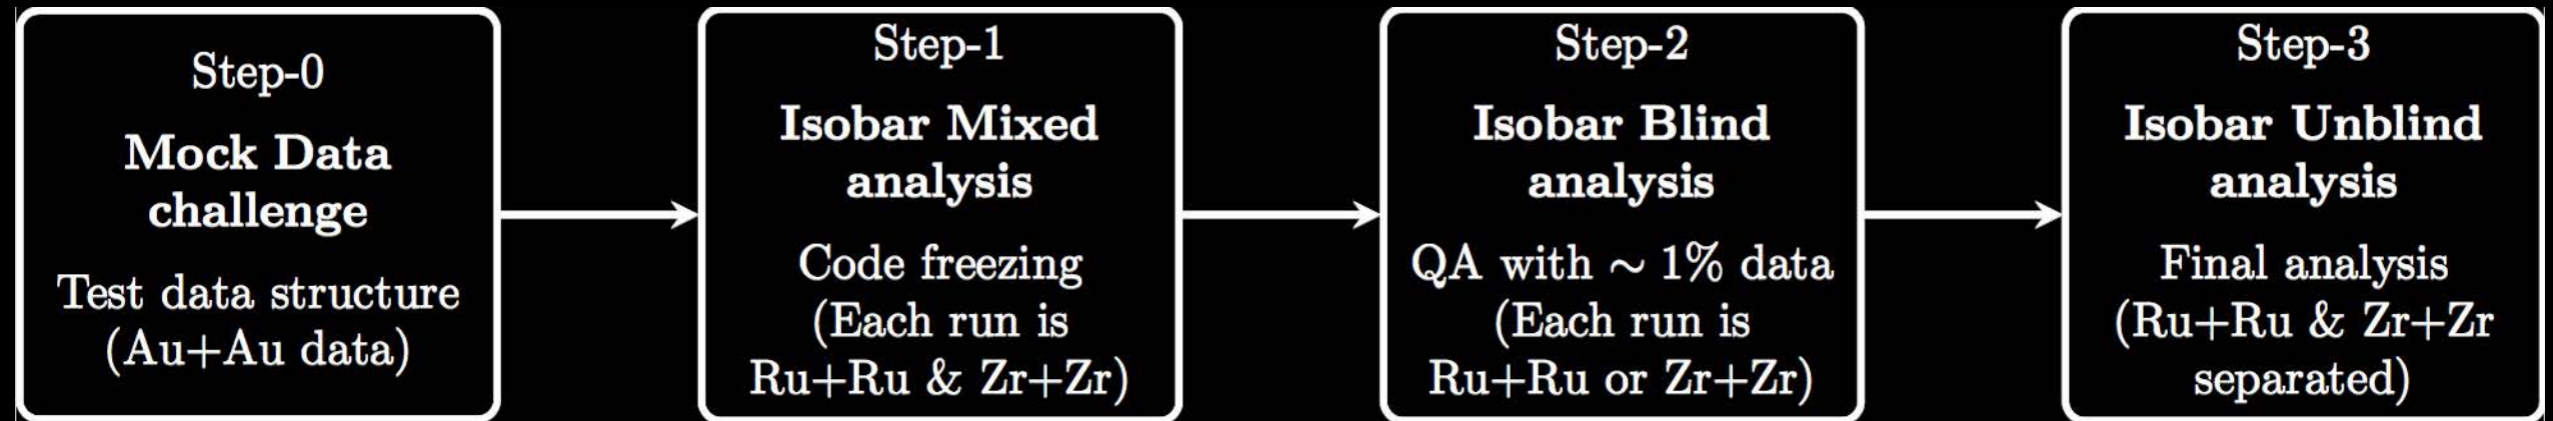 Step-0
Mock Data
challenge
Test data structure
(Au+Au data)
Step-1
Isobar Mixed
analysis
Code freezing
(Each run is
Ru+Ru & Zr+Zr)
Step-2
Isobar Blind
analysis
QA with ~ 1% data
(Each run is
Ru+Ru or Zr+Zr)
Step-3
Isobar Unblind
analysis
Final analysis
(Ru+Ru & Zr+Zr
separated)